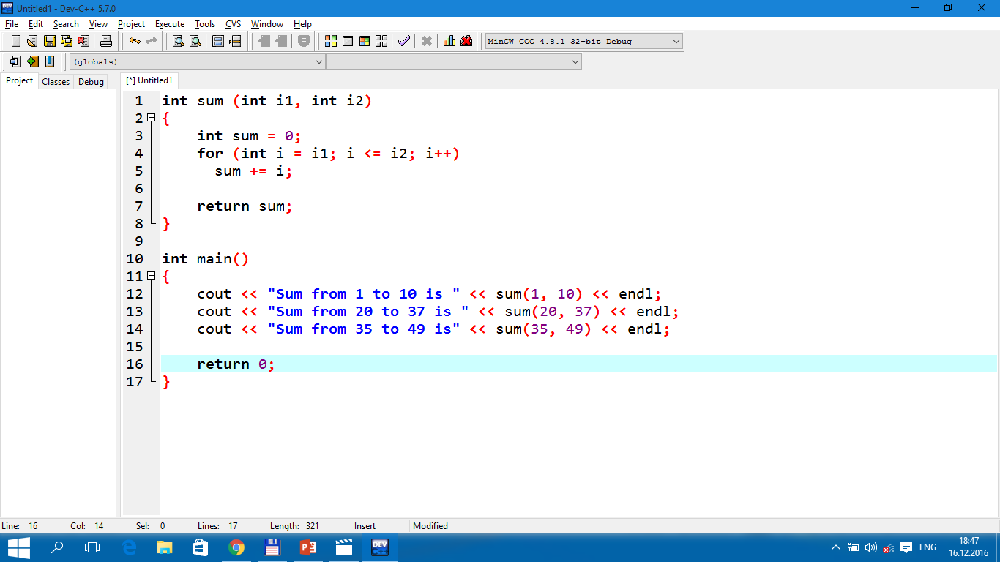 Untitled1 - Dev-C++ 5.7.0
File Edit Search View Project Execute Tools CVS Window Help
MinGW GCC 4.8.1 32-bit Debug
(globals)
Project Classes Debug
[*] Untitled1
1 int sum (int i1, int i2)
2 {
3 int sum = 0;
4 for (int i = i1; i <= i2; i++)
5 sum += i;
6
7 return sum;
8 }
9
10 int main()
11 {
12 cout << "Sum from 1 to 10 is " << sum(1, 10) << endl;
13 cout << "Sum from 20 to 37 is " << sum(20, 37) << endl;
14 cout << "Sum from 35 to 49 is" << sum(35, 49) << endl;
15
16 return 0;
17 }
Line: 16 Col: 14 Sel: 0 Lines: 17 Length: 321 Insert Modified
DEV C++
ENG
18:47
16.12.2016